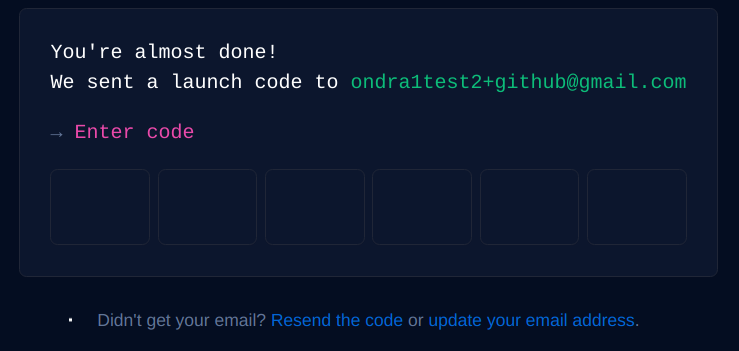 You're almost done!
We sent a launch code to ondra1test2+github@gmail.com
→ Enter code
Didn't get your email? Resend the code or update your email address.